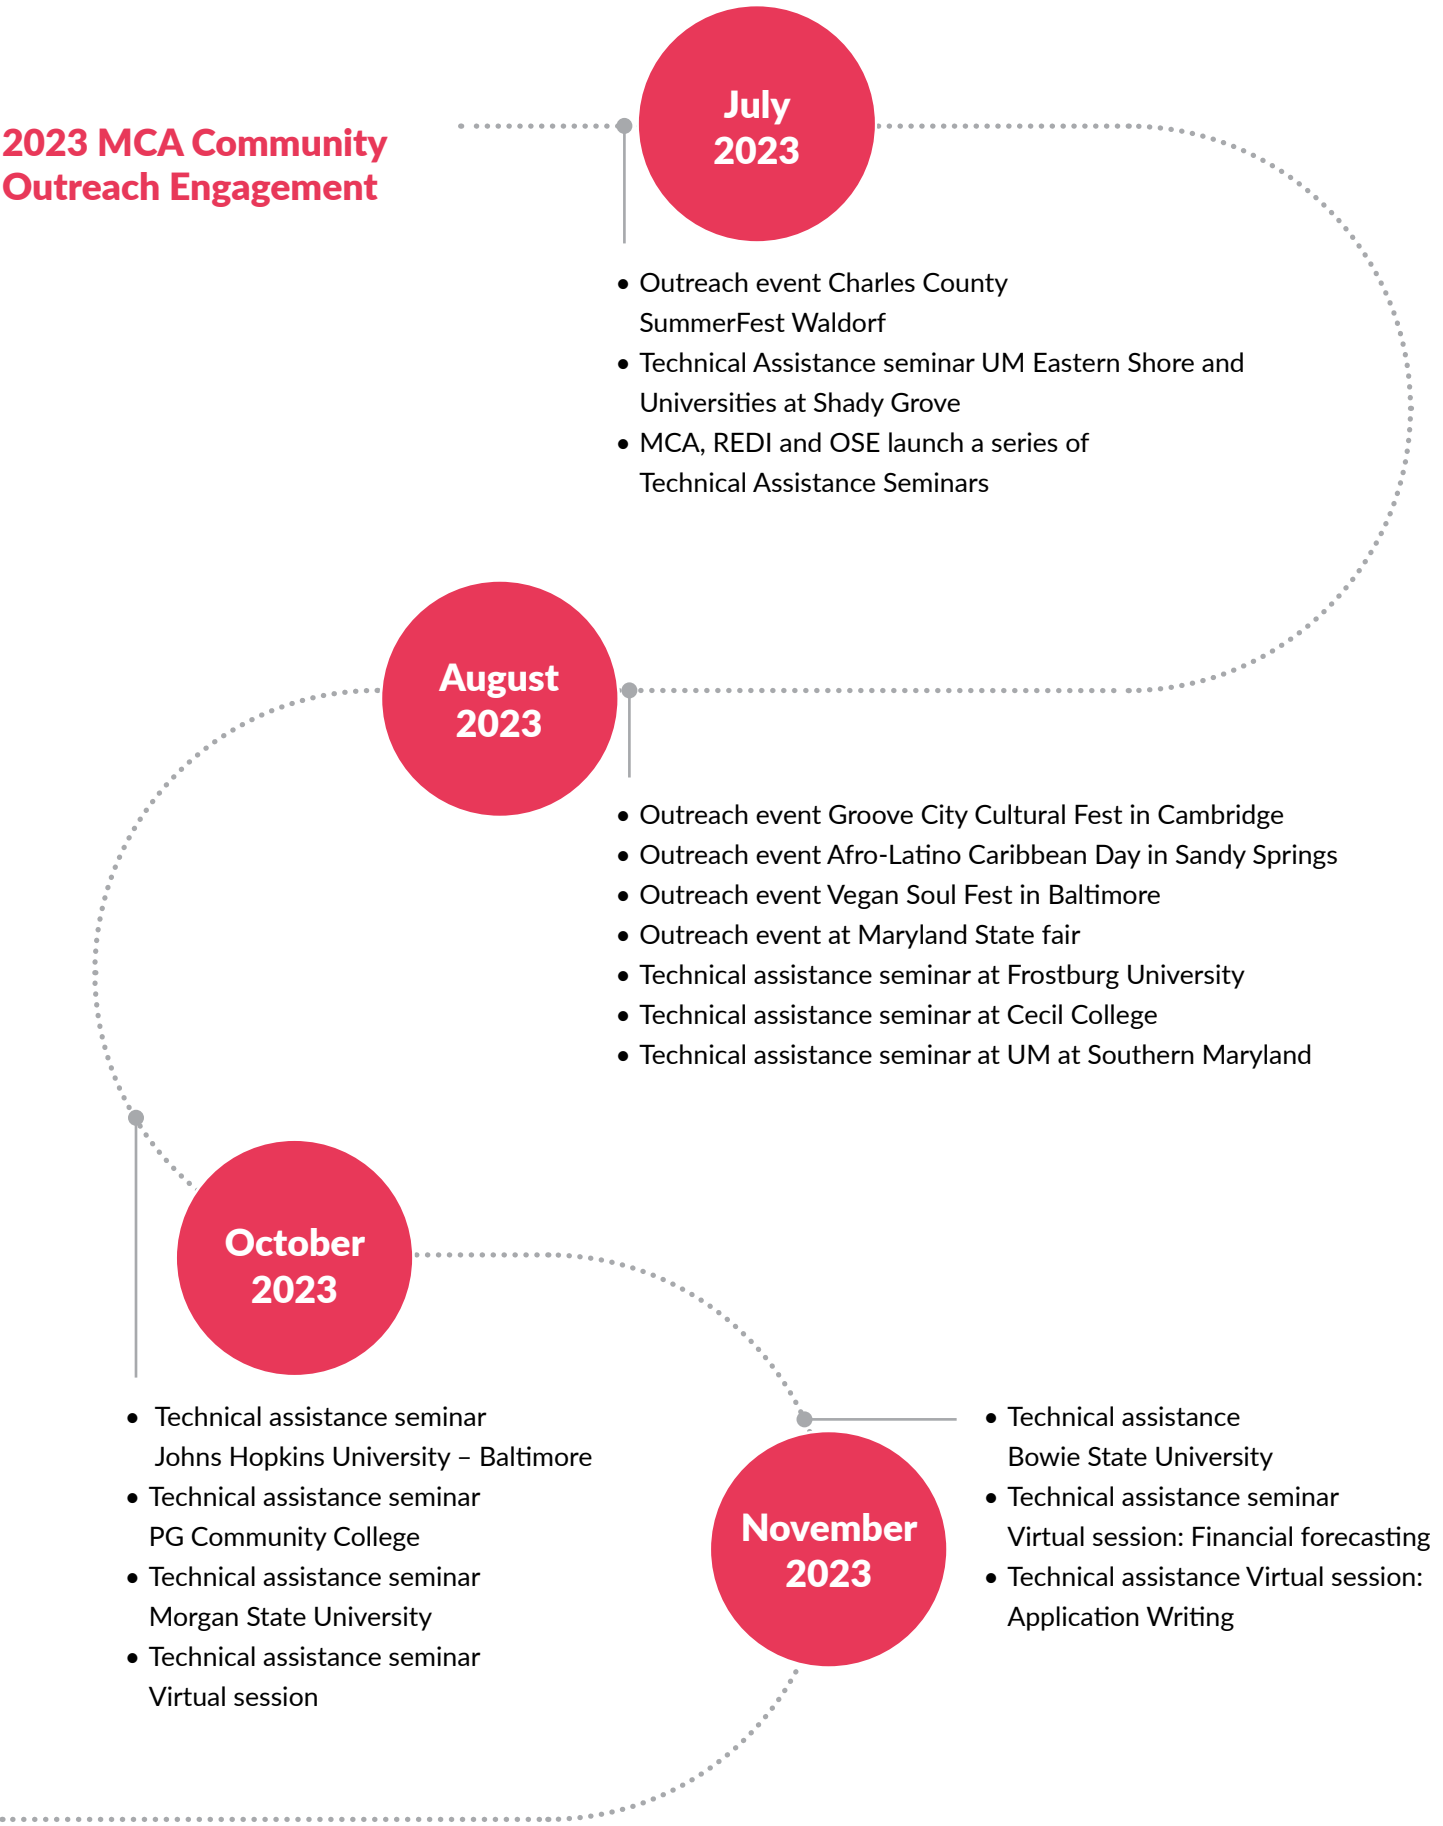 2023 MCA Community
Outreach Engagement
July
2023
• Outreach event Charles County
SummerFest Waldorf
• Technical Assistance seminar UM Eastern Shore and
Universities at Shady Grove
• MCA, REDI and OSE launch a series of
Technical Assistance Seminars
August
2023
• Outreach event Groove City Cultural Fest in Cambridge
• Outreach event Afro-Latino Caribbean Day in Sandy Springs
• Outreach event Vegan Soul Fest in Baltimore
• Outreach event at Maryland State fair
• Technical assistance seminar at Frostburg University
• Technical assistance seminar at Cecil College
• Technical assistance seminar at UM at Southern Maryland
October
2023
• Technical assistance seminar
Johns Hopkins University – Baltimore
• Technical assistance seminar
PG Community College
• Technical assistance seminar
Morgan State University
• Technical assistance seminar
Virtual session
November
2023
• Technical assistance
Bowie State University
• Technical assistance seminar
Virtual session: Financial forecasting
• Technical assistance Virtual session:
Application Writing